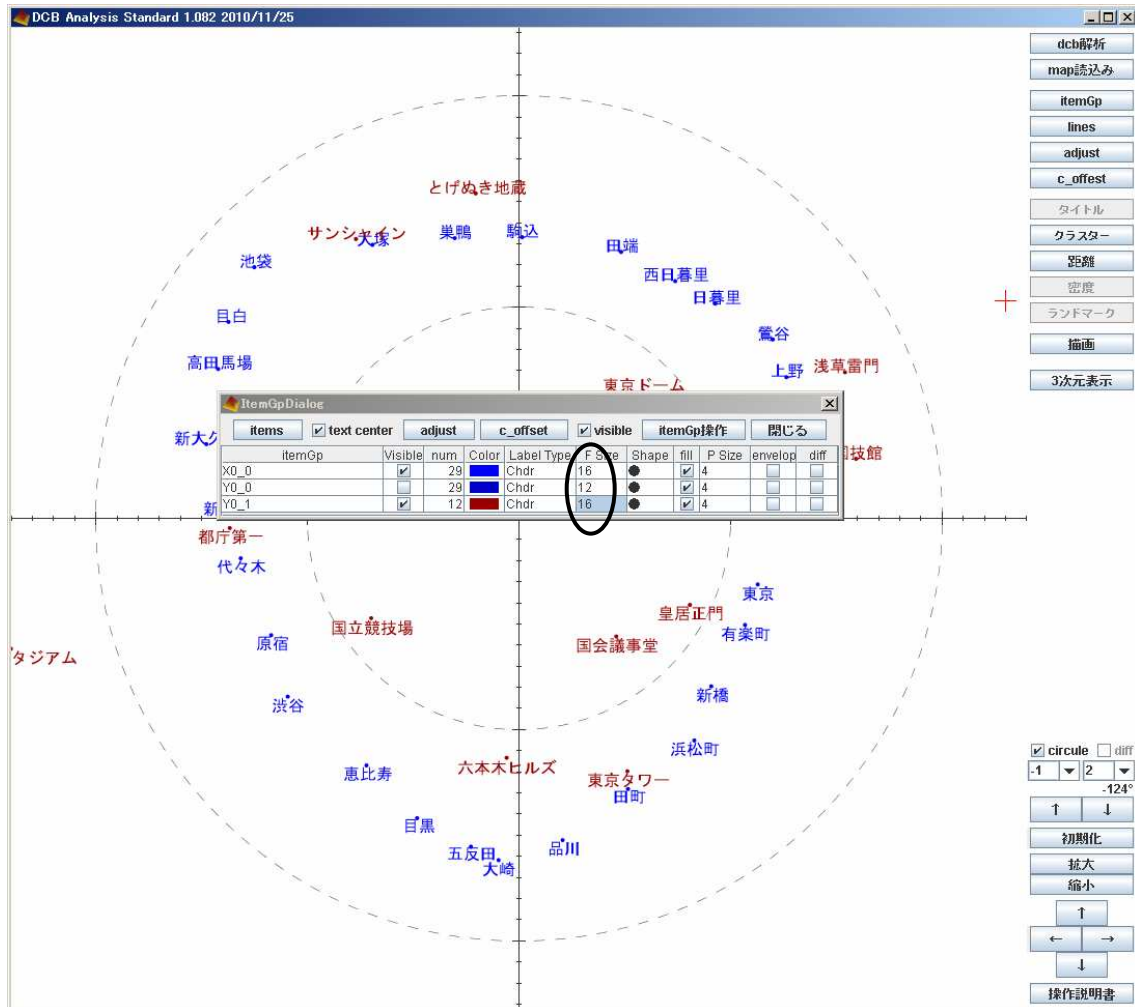 DCB Analysis Standard 1.082 2010/11/25
dcb解析
map読込み
itemGp
lines
adjust
c_offest
タイトル
クラスター
距離
密度
ランドマーク
描画
3次元表示
とげぬき地蔵
サンシャイン
大塚
巣鴨
駒込
田端
池袋
西日暮里
日暮里
目白
鶯谷
高田馬場
上野
浅草雷門
東京ドーム
ItemGpDialog
items
text center
adjust
c_offset
visible
itemGp操作
閉じる
itemGp Visible num Color Label Type F Size Shape fill P Size envelop diff
X0_0 29 Chdr 16 4
Y0_0 29 Chdr 12 4
Y0_1 12 Chdr 16 4
新大久
技館
新
都庁第一
代々木
東京
皇居正門
国立競技場
有楽町
原宿
国会議事堂
タジアム
新橋
渋谷
浜松町
六本木ヒルズ
恵比寿
東京タワー
田町
目黒
五反田
品川
大崎
circule diff
-1 2
-124°
↑ ↓
初期化
拡大
縮小
↑
← →
↓
操作説明書